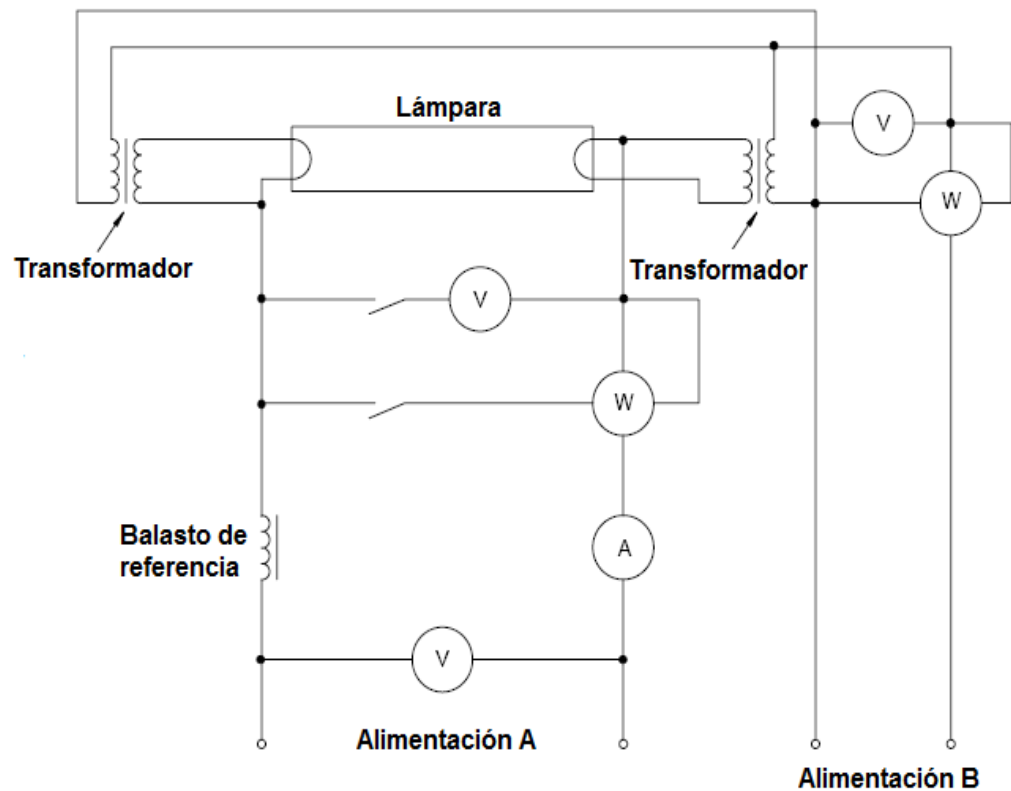 Lámpara
V
W
Transformador
Transformador
V
W
Balasto de
referencia
A
V
Alimentación A
Alimentación B